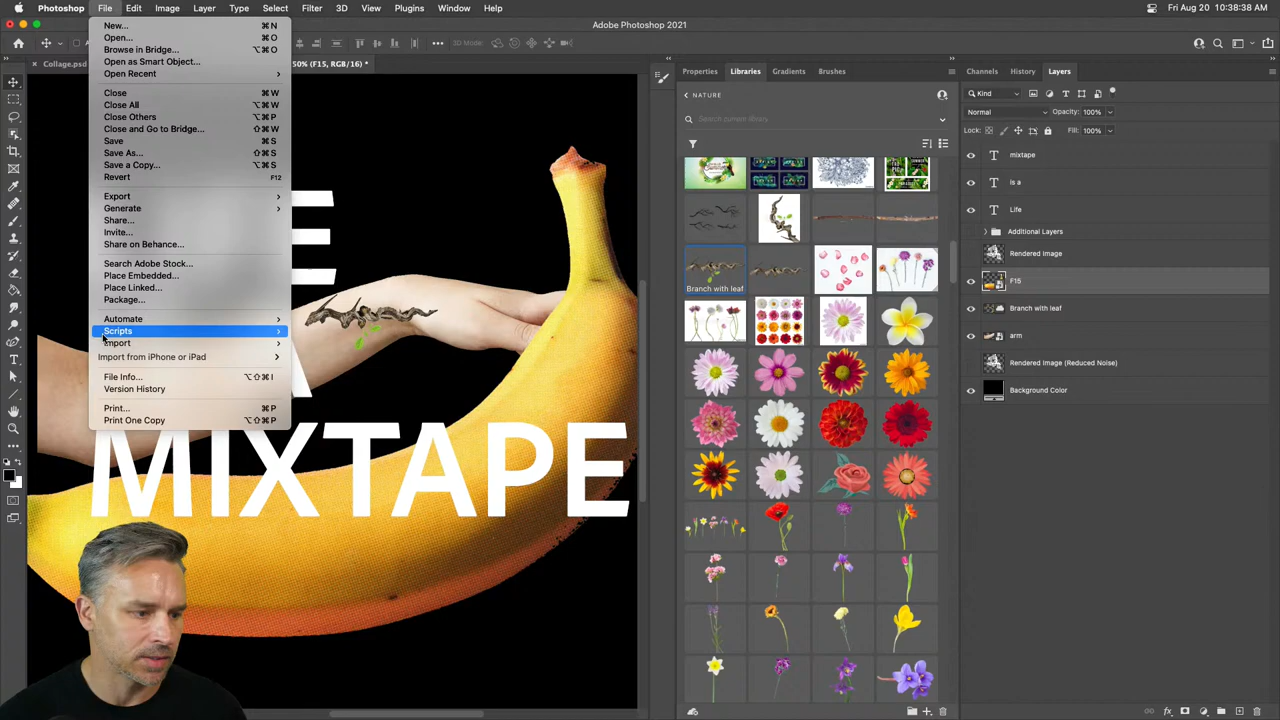 Photoshop File Edit Image Layer Type Select Filter 3D View Plugins Window Help
Fri Aug 20 10:38:38 AM
Adobe Photoshop 2021
3D Mode:
Collage.psd
50% (F15, RGB/16) *
New... ⌘N
Open... ⌘O
Browse in Bridge... ⌥⌘O
Open as Smart Object...
Open Recent
Close ⌘W
Close All ⌥⌘W
Close Others ⌥⌘P
Close and Go to Bridge... ⇧⌘W
Save ⌘S
Save As... ⇧⌘S
Save a Copy... ⌥⌘S
Revert F12
Export
Generate
Share...
Invite...
Share on Behance...
Search Adobe Stock...
Place Embedded...
Place Linked...
Package...
Automate
Scripts
Import
Import from iPhone or iPad
File Info... ⌥⇧⌘I
Version History
Print... ⌘P
Print One Copy ⌥⇧⌘P
MIXTAPE
Properties Libraries Gradients Brushes
NATURE
Search current library
Branch with leaf
Channels History Layers
Kind
Normal Opacity: 100%
Lock: Fill: 100%
mixtape
is a
Life
Additional Layers
Rendered Image
F15
Branch with leaf
arm
Rendered Image (Reduced Noise)
Background Color